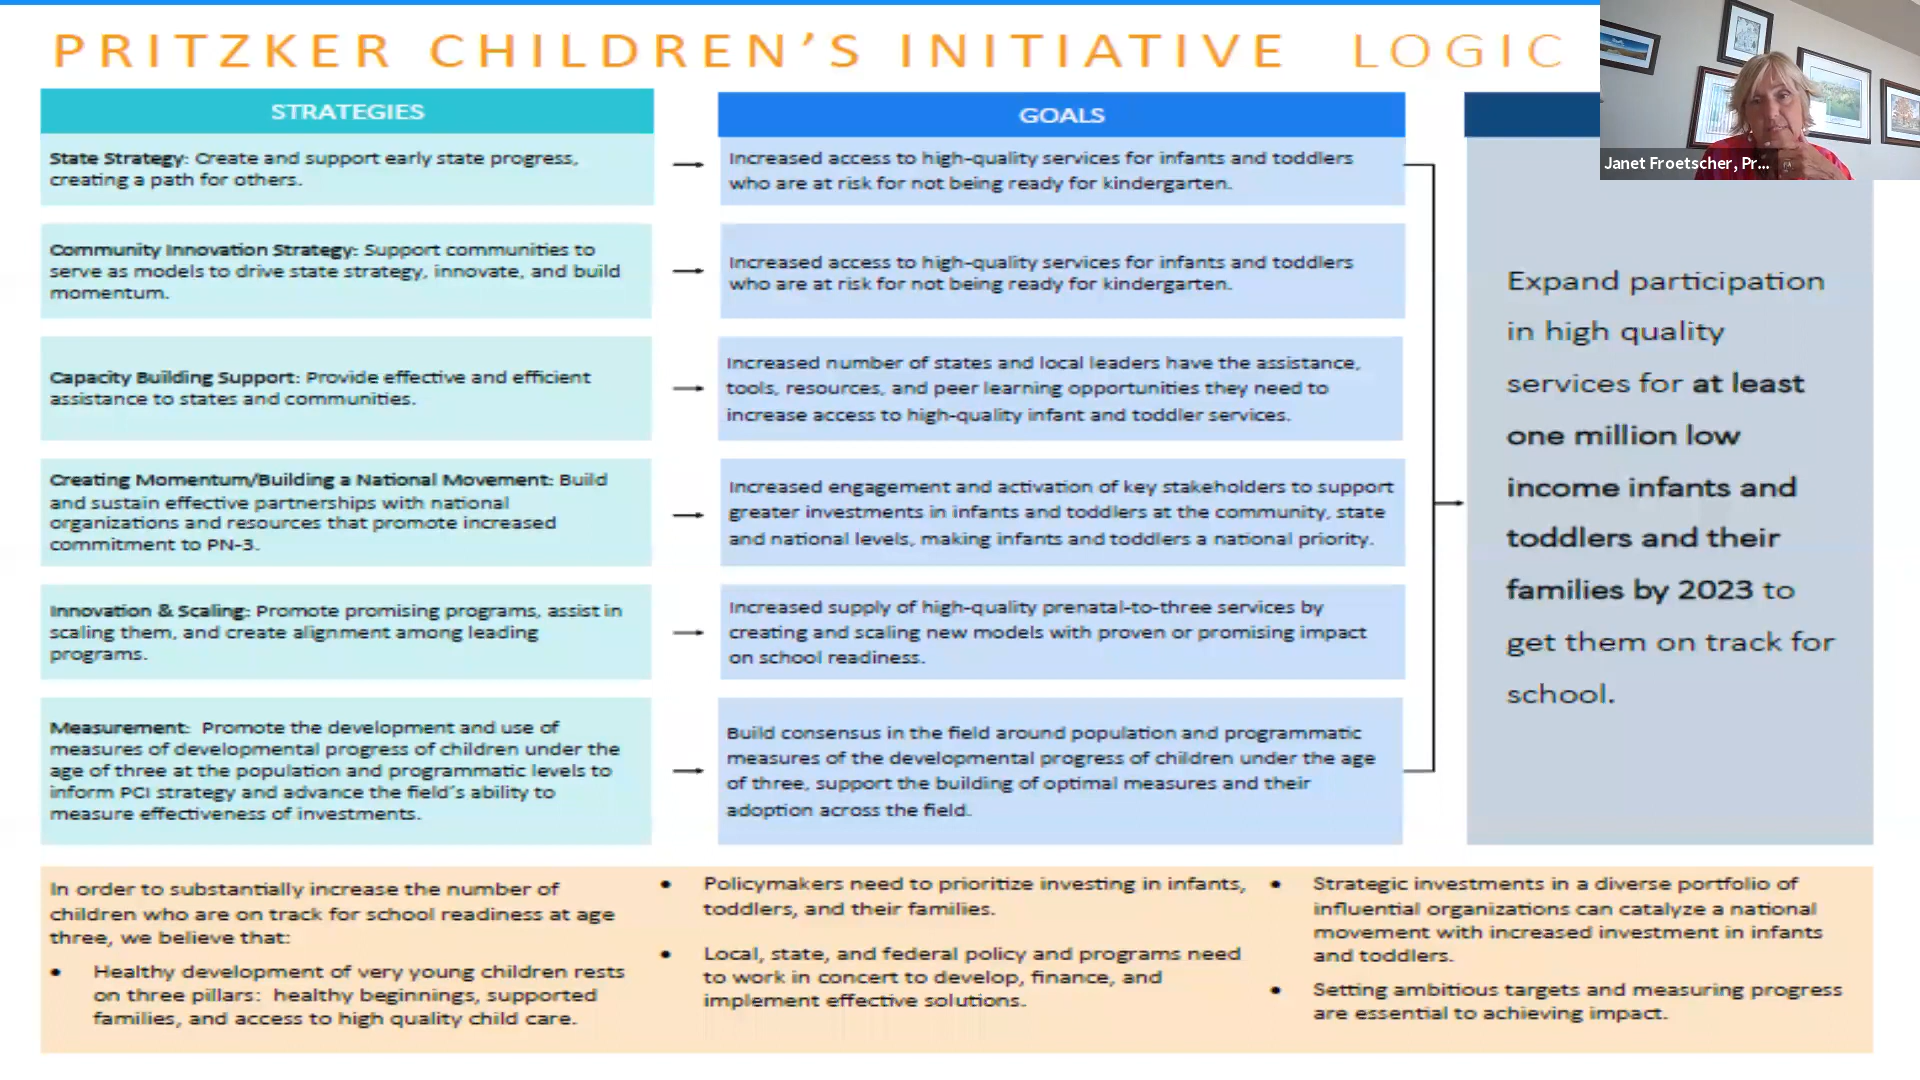 PRITZKER CHILDREN'S INITIATIVE LOGIC
Janet Froetscher, Pr...
STRATEGIES
State Strategy: Create and support early state progress,
creating a path for others.
Community Innovation Strategy: Support communities to
serve as models to drive state strategy, innovate, and build
momentum.
Capacity Building Support: Provide effective and efficient
assistance to states and communities.
Creating Momentum/Building a National Movement: Build
and sustain effective partnerships with national
organizations and resources that promote increased
commitment to PN-3.
Innovation & Scaling: Promote promising programs, assist in
scaling them, and create alignment among leading
programs.
Measurement: Promote the development and use of
measures of developmental progress of children under the
age of three at the population and programmatic levels to
inform PCI strategy and advance the field's ability to
measure effectiveness of investments.
GOALS
Increased access to high-quality services for infants and toddlers
who are at risk for not being ready for kindergarten.
Increased access to high-quality services for infants and toddlers
who are at risk for not being ready for kindergarten.
Increased number of states and local leaders have the assistance,
tools, resources, and peer learning opportunities they need to
increase access to high-quality infant and toddler services.
Increased engagement and activation of key stakeholders to support
greater investments in infants and toddlers at the community, state
and national levels, making infants and toddlers a national priority.
Increased supply of high-quality prenatal-to-three services by
creating and scaling new models with proven or promising impact
on school readiness.
Build consensus in the field around population and programmatic
measures of the developmental progress of children under the age
of three, support the building of optimal measures and their
adoption across the field.
Expand participation
in high quality
services for at least
one million low
income infants and
toddlers and their
families by 2023 to
get them on track for
school.
In order to substantially increase the number of
children who are on track for school readiness at age
three, we believe that:
• Healthy development of very young children rests
on three pillars: healthy beginnings, supported
families, and access to high quality child care.
• Policymakers need to prioritize investing in infants,
toddlers, and their families.
• Local, state, and federal policy and programs need
to work in concert to develop, finance, and
implement effective solutions.
• Strategic investments in a diverse portfolio of
influential organizations can catalyze a national
movement with increased investment in infants
and toddlers.
• Setting ambitious targets and measuring progress
are essential to achieving impact.